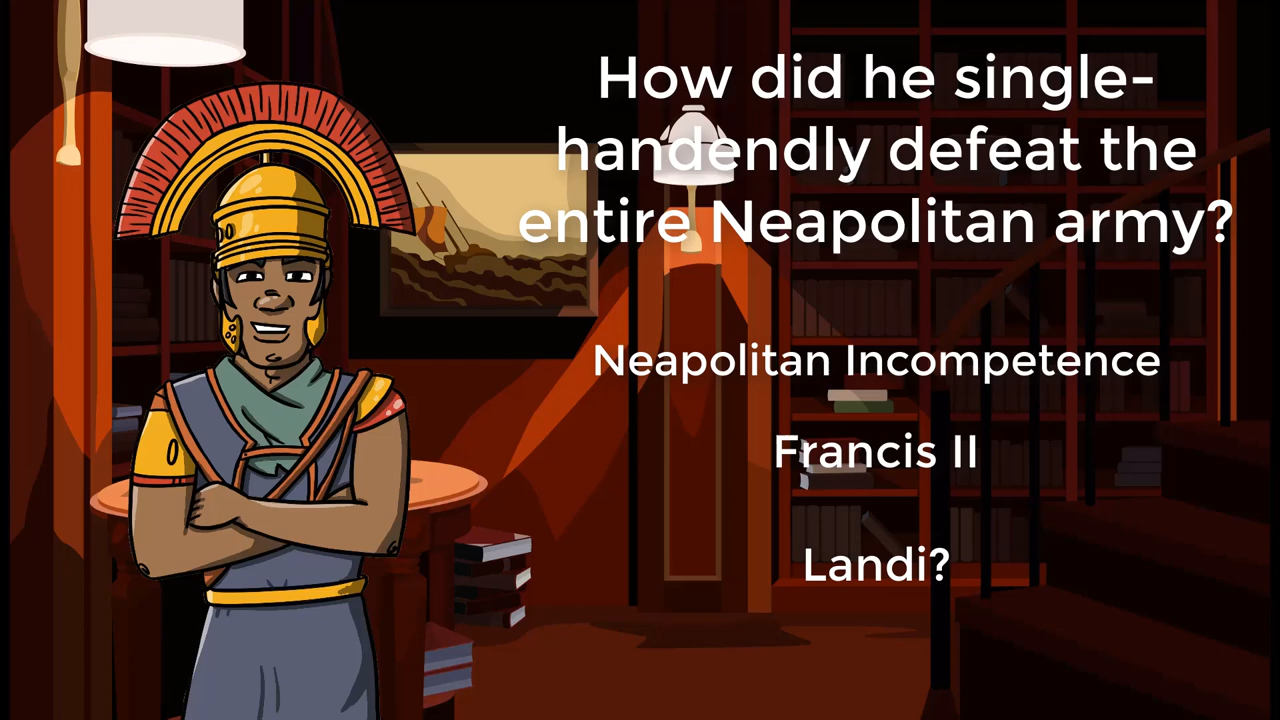 How did he single-
handendly defeat the
entire Neapolitan army?
Neapolitan Incompetence
Francis II
Landi?